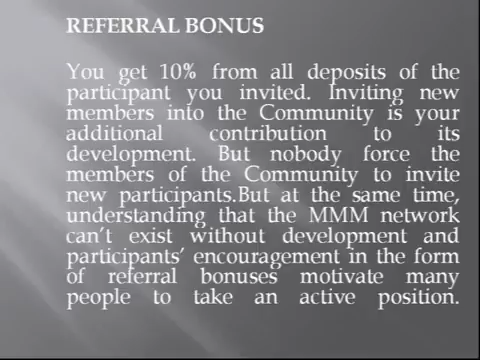 REFERRAL BONUS
You get 10% from all deposits of the
participant you invited. Inviting new
members into the Community is your
additional contribution to its
development. But nobody force the
members of the Community to invite
new participants.But at the same time,
understanding that the MMM network
can't exist without development and
participants' encouragement in the form
of referral bonuses motivate many
people to take an active position.